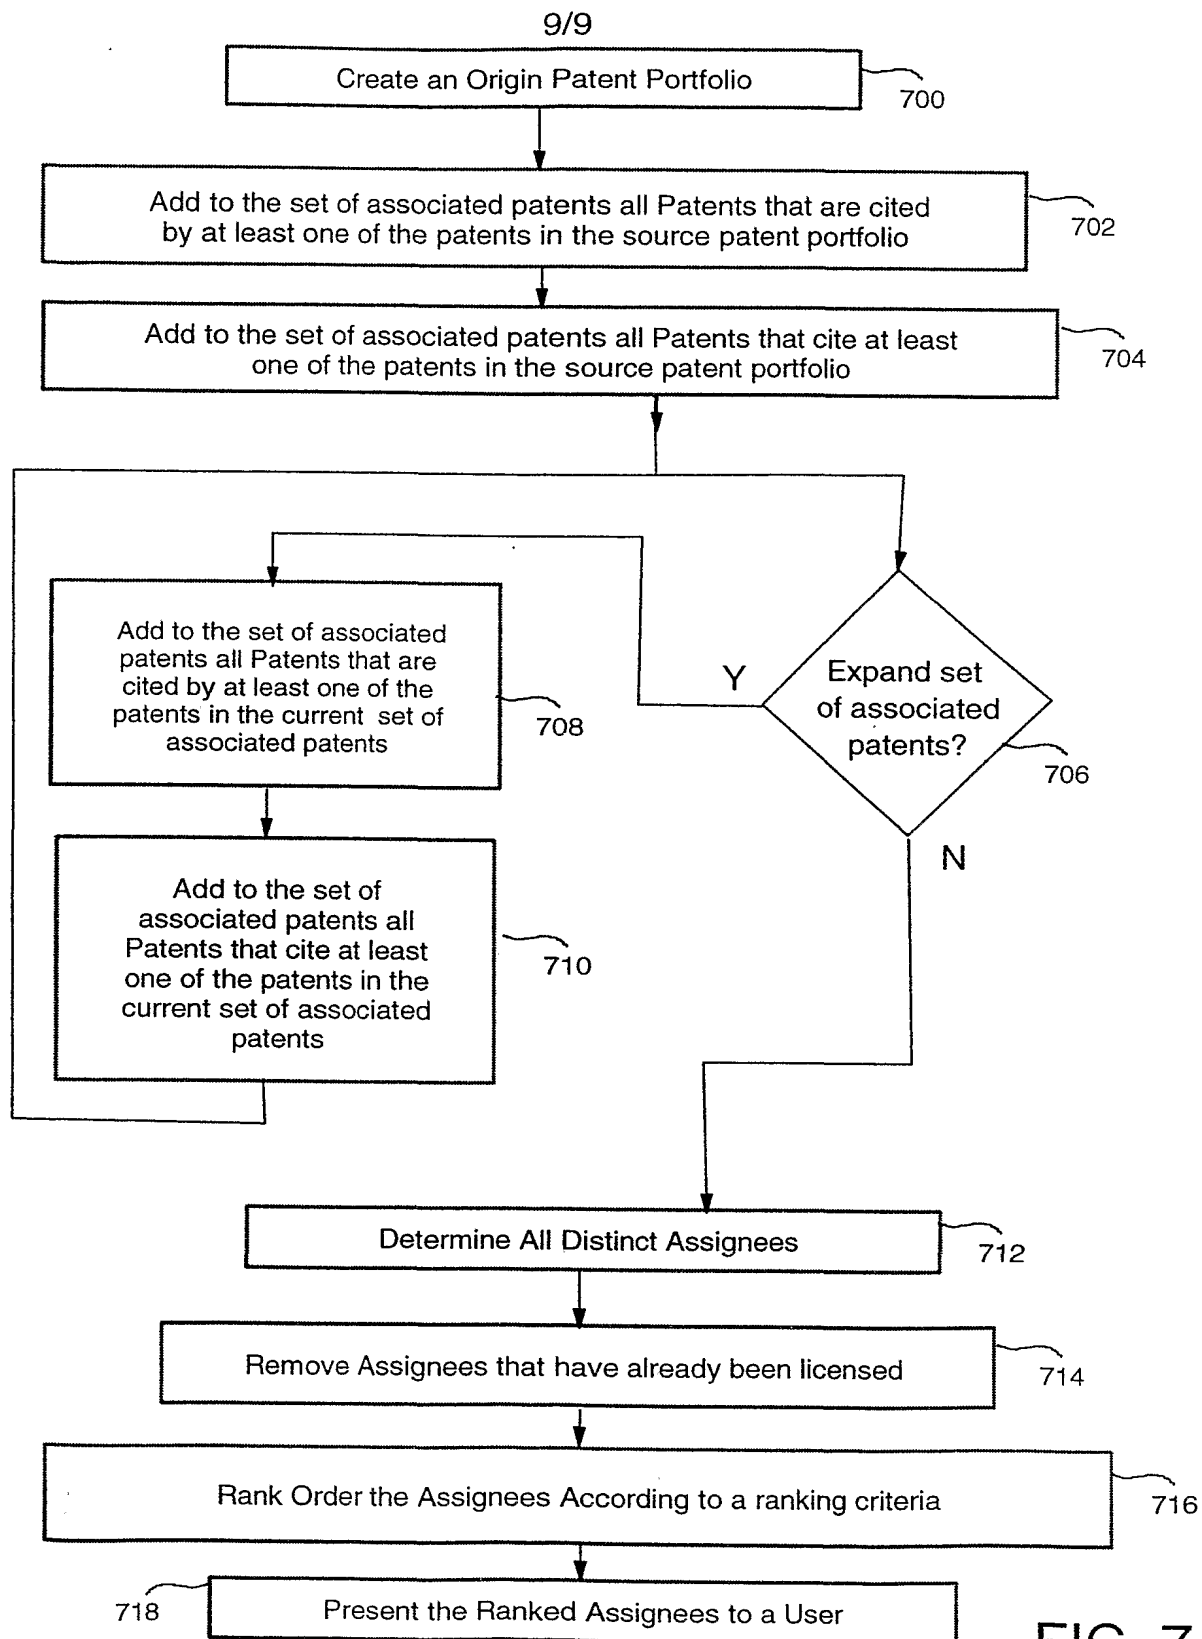 9/9
Create an Origin Patent Portfolio
700
Add to the set of associated patents all Patents that are cited
by at least one of the patents in the source patent portfolio
702
Add to the set of associated patents all Patents that cite at least
one of the patents in the source patent portfolio
704
Expand set
of associated
patents?
706
Y
N
Add to the set of associated
patents all Patents that are
cited by at least one of the
patents in the current set of
associated patents
708
Add to the set of
associated patents all
Patents that cite at least
one of the patents in the
current set of associated
patents
710
Determine All Distinct Assignees
712
Remove Assignees that have already been licensed
714
Rank Order the Assignees According to a ranking criteria
716
718
Present the Ranked Assignees to a User
FIG. 7